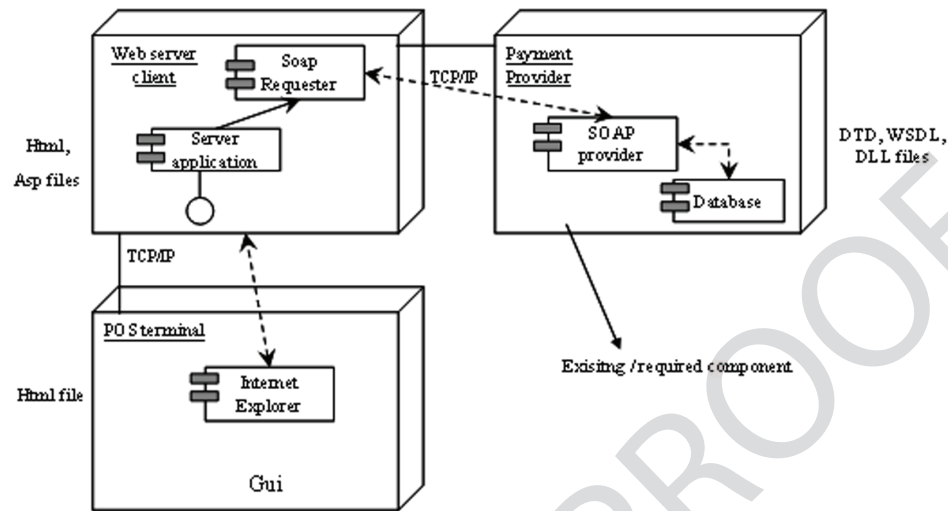 Web server
client
Soap
Requester
Server
application
Html,
Asp files
TCP/IP
Payment
Provider
SOAP
provider
Database
DTD, WSDL,
DLL files
TCP/IP
POS terminal
Internet
Explorer
Html file
Gui
Exisitng /required component
PROOF